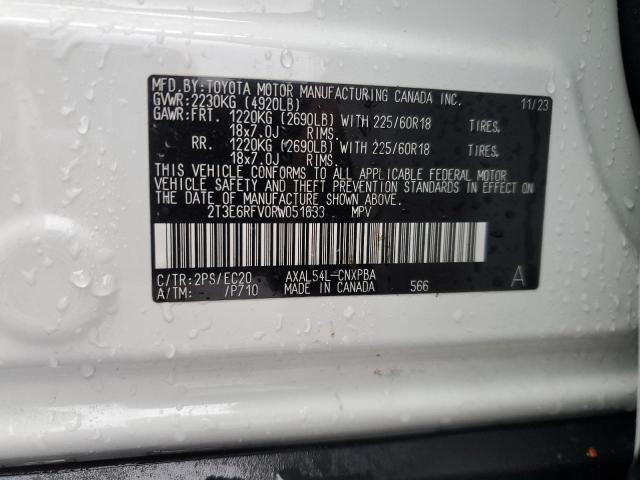 MFD.BY:TOYOTA MOTOR MANUFACTURING CANADA INC. 11/23
GVWR:2230KG (4920LB)
GAWR:FRT. 1220KG (2690LB) WITH 225/60R18 TIRES,
18x7.0J RIMS,
RR. 1220KG (2690LB) WITH 225/60R18 TIRES,
18x7.0J RIMS,
THIS VEHICLE CONFORMS TO ALL APPLICABLE FEDERAL MOTOR
VEHICLE SAFETY AND THEFT PREVENTION STANDARDS IN EFFECT ON
THE DATE OF MANUFACTURE SHOWN ABOVE.
2T3E6RFV0RW051633 MPV
C/TR:2PS/EC20 AXAL54L-CNXPBA
A/TM: /P710 MADE IN CANADA 566 A